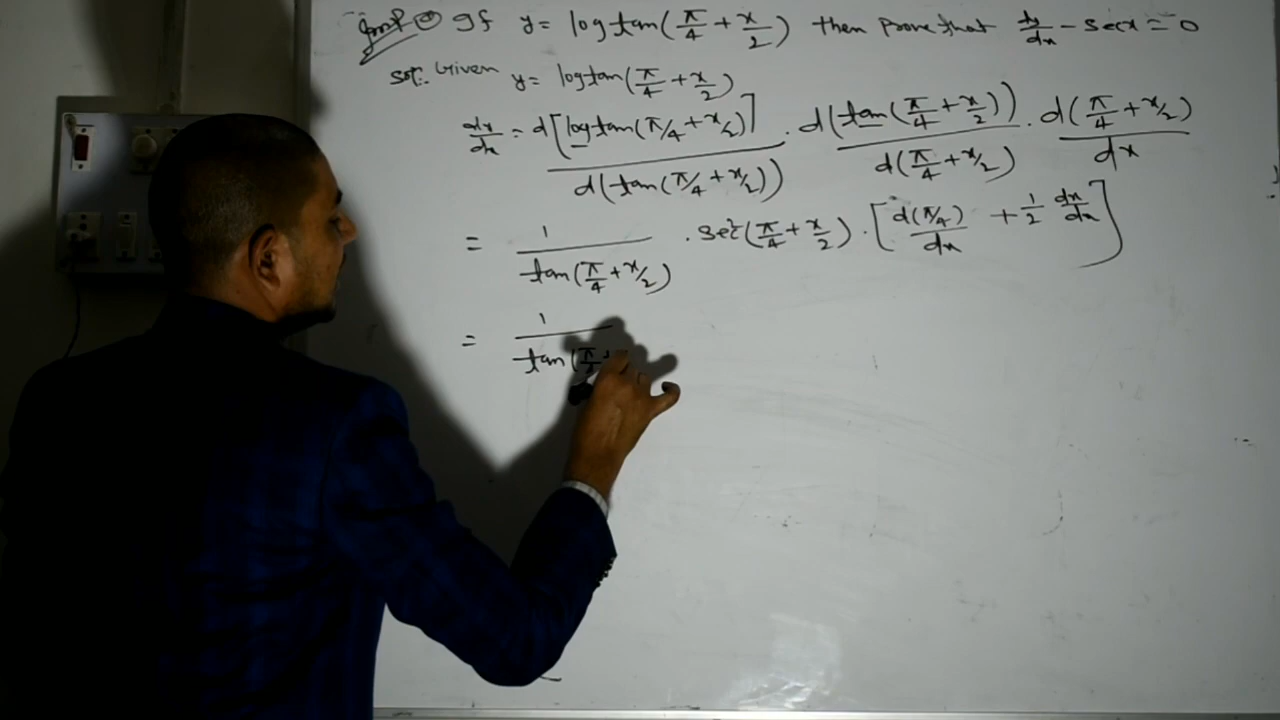 Imp ① If y = log tan(π/4 + x/2) then prove that dy/dx - sec x = 0
Sol: Given y = log tan(π/4 + x/2)
dy/dx = d[log tan(π/4 + x/2)]/d(tan(π/4 + x/2)) . d(tan(π/4 + x/2))/d(π/4 + x/2) . d(π/4 + x/2)/dx
= 1/tan(π/4 + x/2) . sec²(π/4 + x/2) . [d(π/4)/dx + 1/2 dx/dx]
= 1/tan(π/